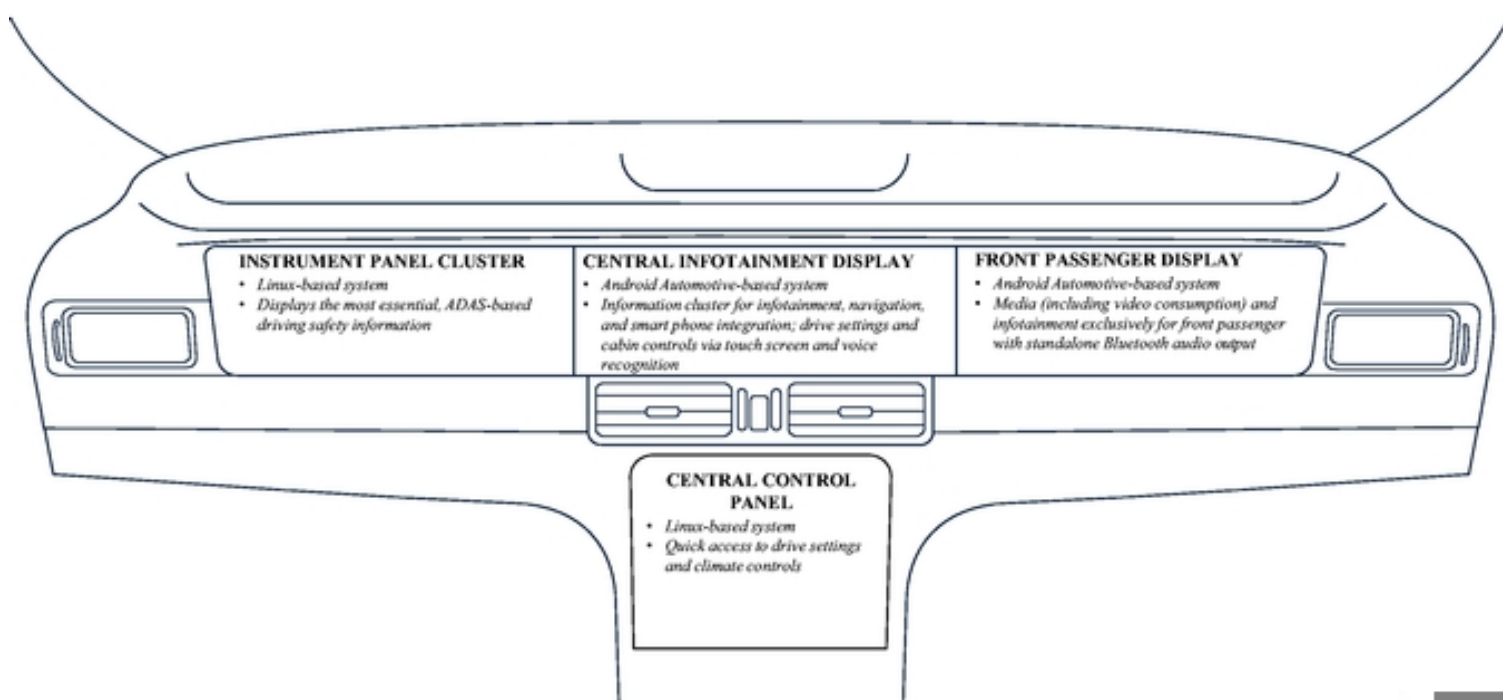 INSTRUMENT PANEL CLUSTER
• Linux-based system
• Displays the most essential, ADAS-based
driving safety information
CENTRAL INFOTAINMENT DISPLAY
• Android Automotive-based system
• Information cluster for infotainment, navigation,
and smart phone integration; drive settings and
cabin controls via touch screen and voice
recognition
FRONT PASSENGER DISPLAY
• Android Automotive-based system
• Media (including video consumption) and
infotainment exclusively for front passenger
with standalone Bluetooth audio output
CENTRAL CONTROL
PANEL
• Linux-based system
• Quick access to drive settings
and climate controls